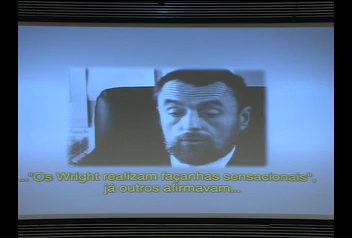 ..."Os Wright realizam façanhas sensacionais",
já outros afirmavam...